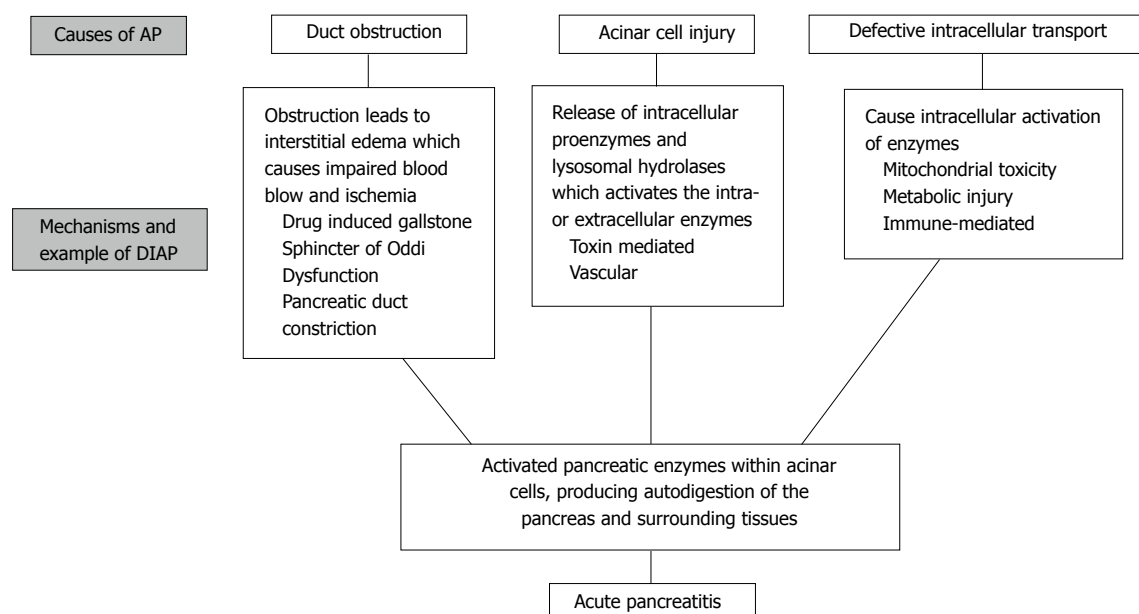 Causes of AP
Duct obstruction
Acinar cell injury
Defective intracellular transport
Mechanisms and
example of DIAP
Obstruction leads to
interstitial edema which
causes impaired blood
blow and ischemia
Drug induced gallstone
Sphincter of Oddi
Dysfunction
Pancreatic duct
constriction
Release of intracellular
proenzymes and
lysosomal hydrolases
which activates the intra-
or extracellular enzymes
Toxin mediated
Vascular
Cause intracellular activation
of enzymes
Mitochondrial toxicity
Metabolic injury
Immune-mediated
Activated pancreatic enzymes within acinar
cells, producing autodigestion of the
pancreas and surrounding tissues
Acute pancreatitis